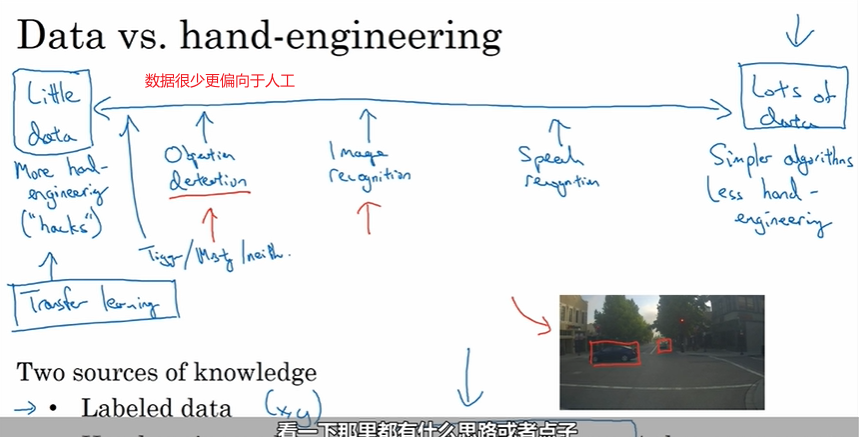 Data vs. hand-engineering
数据很少更偏向于人工
Little
data
Lots of
data
More hand-
engineering
("hacks")
Objection
detection
Image
recognition
Speech
recognition
Simpler algorithms
Less hand-
engineering
Tigger/Misty/neith.
Transfer learning
Two sources of knowledge
→ • Labeled data (x,y)
看一下那里都有什么思路或者点子